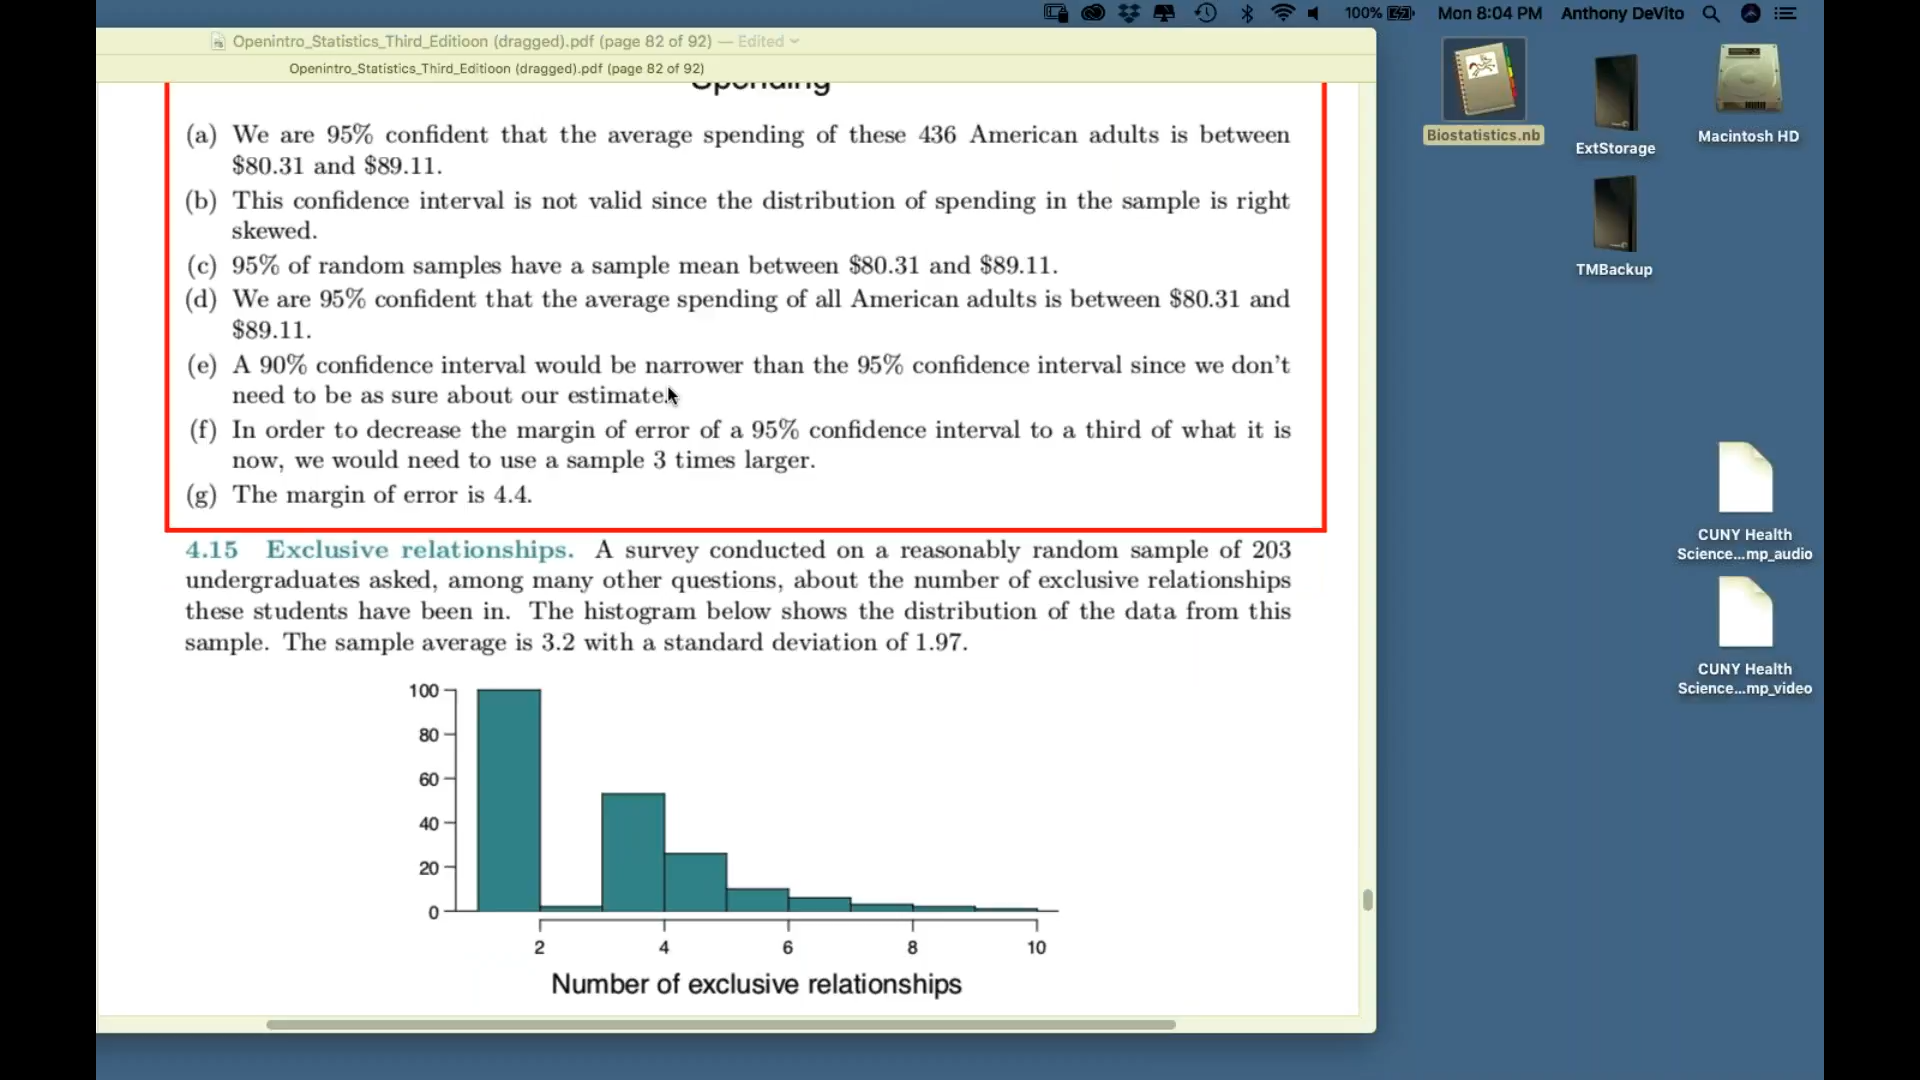 100%
Mon 8:04 PM
Anthony DeVito
Openintro_Statistics_Third_Editioon (dragged).pdf (page 82 of 92) — Edited
Openintro_Statistics_Third_Editioon (dragged).pdf (page 82 of 92)
Spending
(a) We are 95% confident that the average spending of these 436 American adults is between
$80.31 and $89.11.
(b) This confidence interval is not valid since the distribution of spending in the sample is right
skewed.
(c) 95% of random samples have a sample mean between $80.31 and $89.11.
(d) We are 95% confident that the average spending of all American adults is between $80.31 and
$89.11.
(e) A 90% confidence interval would be narrower than the 95% confidence interval since we don't
need to be as sure about our estimate.
(f) In order to decrease the margin of error of a 95% confidence interval to a third of what it is
now, we would need to use a sample 3 times larger.
(g) The margin of error is 4.4.
4.15 Exclusive relationships. A survey conducted on a reasonably random sample of 203
undergraduates asked, among many other questions, about the number of exclusive relationships
these students have been in. The histogram below shows the distribution of the data from this
sample. The sample average is 3.2 with a standard deviation of 1.97.
100
80
60
40
20
0
2 4 6 8 10
Number of exclusive relationships
Biostatistics.nb
ExtStorage
Macintosh HD
TMBackup
CUNY Health
Science...mp_audio
CUNY Health
Science...mp_video